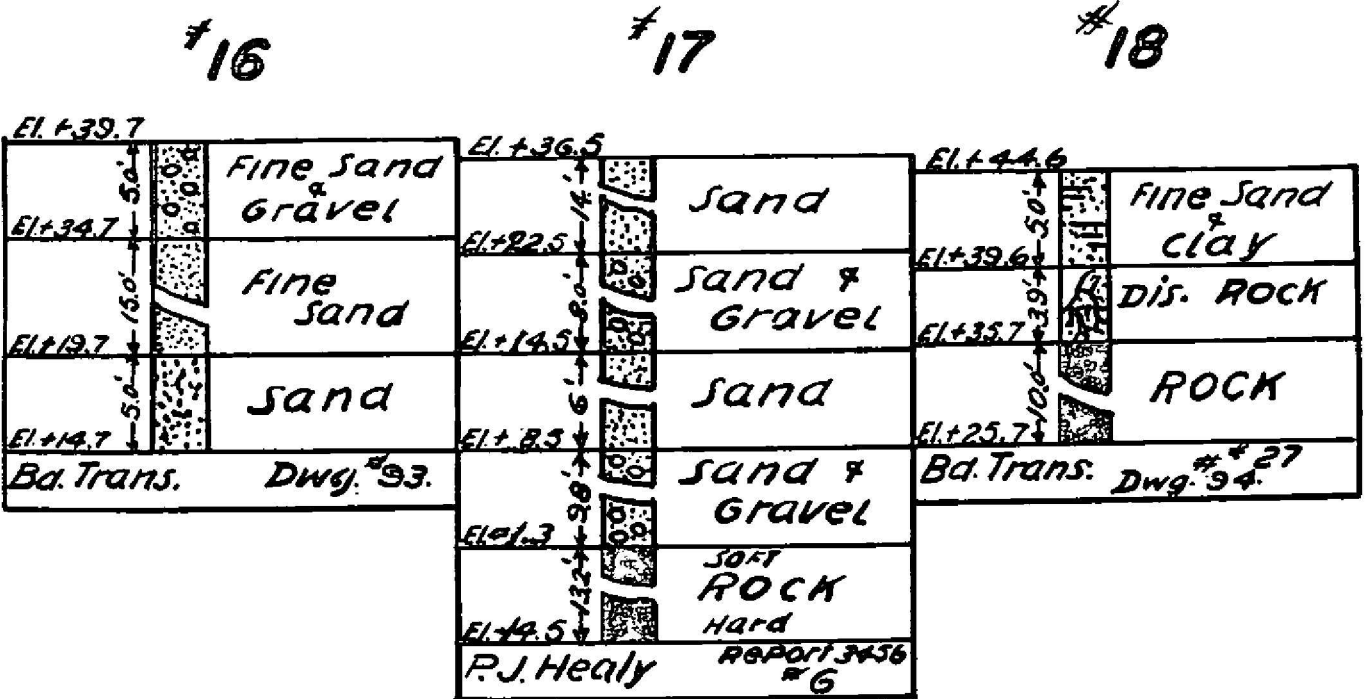 #16
El. +39.7
5.0'
Fine Sand
&
Gravel
El.+34.7
15.0'
Fine
Sand
El.+19.7
5.0'
Sand
El.+14.7
Bd. Trans. Dwg. #93.
#17
El. +36.5
14.'
Sand
El.+22.5
8.0'
Sand &
Gravel
El.+14.5
6'
Sand
El.+8.5
9.8'
Sand &
Gravel
El.-1.3
13.2'
SOFT
ROCK
Hard
El.-14.5
P.J. Healy Report 3456
#6
#18
El.+44.6
5.0'
Fine Sand
&
Clay
El.+39.6
3.9'
Dis. ROCK
El.+35.7
10.0'
ROCK
El.+25.7
Bd. Trans. Dwg. #94. #27